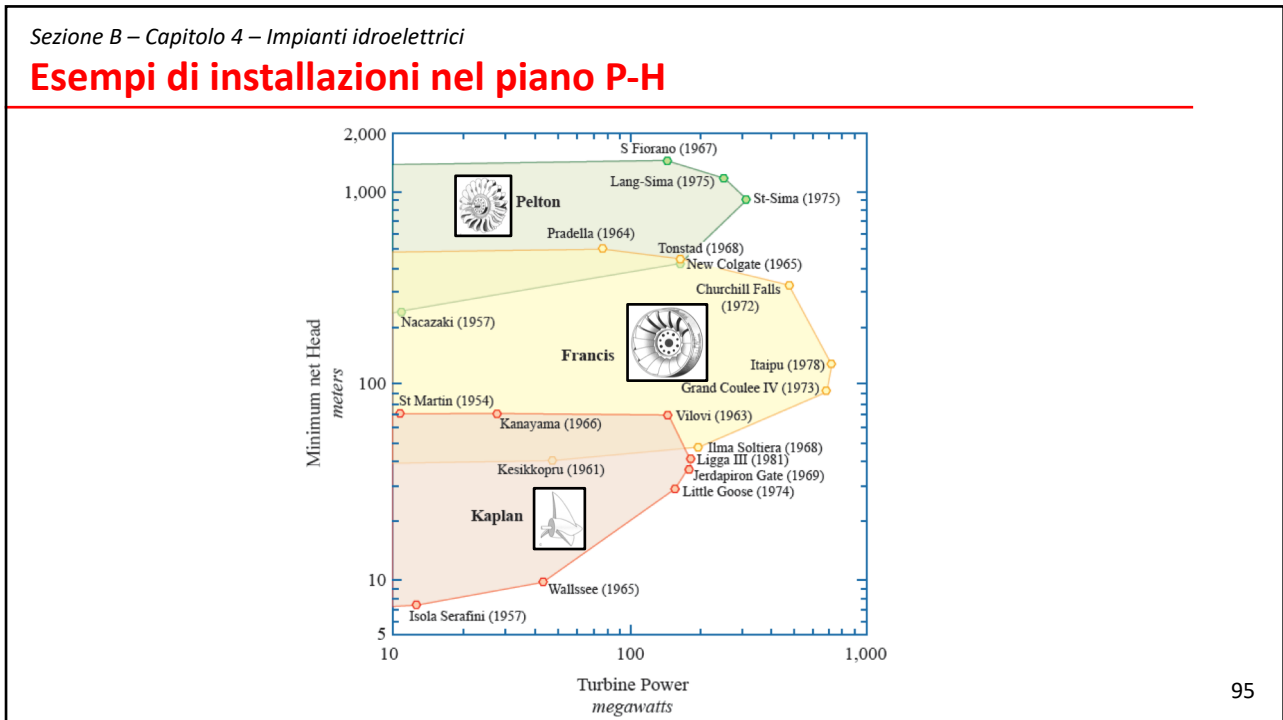 Sezione B – Capitolo 4 – Impianti idroelettrici
Esempi di installazioni nel piano P-H
2,000
S Fiorano (1967)
Lang-Sima (1975)
1,000
St-Sima (1975)
Pelton
Pradella (1964)
Tonstad (1968)
New Colgate (1965)
Churchill Falls
(1972)
Nacazaki (1957)
Minimum net Head
meters
Francis
Itaipu (1978)
100
Grand Coulee IV (1973)
St Martin (1954)
Kanayama (1966)
Vilovi (1963)
Ilma Soltiera (1968)
Kesikkopru (1961)
Ligga III (1981)
Jerdapiron Gate (1969)
Little Goose (1974)
Kaplan
10
Wallssee (1965)
Isola Serafini (1957)
5
10
100
1,000
Turbine Power
megawatts
95